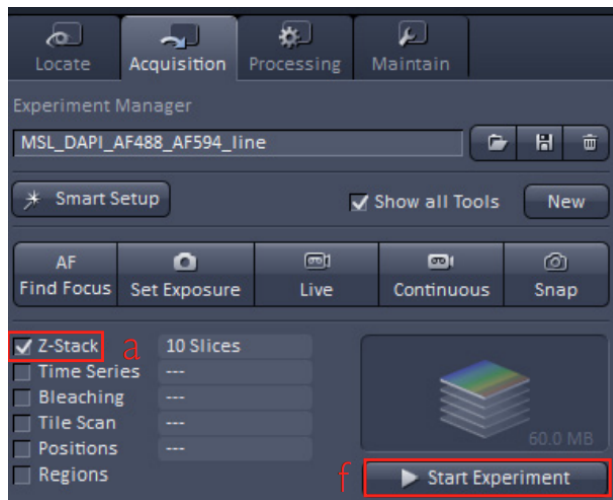 Locate Acquisition Processing Maintain
Experiment Manager
MSL_DAPI_AF488_AF594_line
Smart Setup Show all Tools New
AF
Find Focus Set Exposure Live Continuous Snap
Z-Stack a 10 Slices
Time Series ---
Bleaching ---
Tile Scan ---
Positions --- 60.0 MB
Regions f Start Experiment